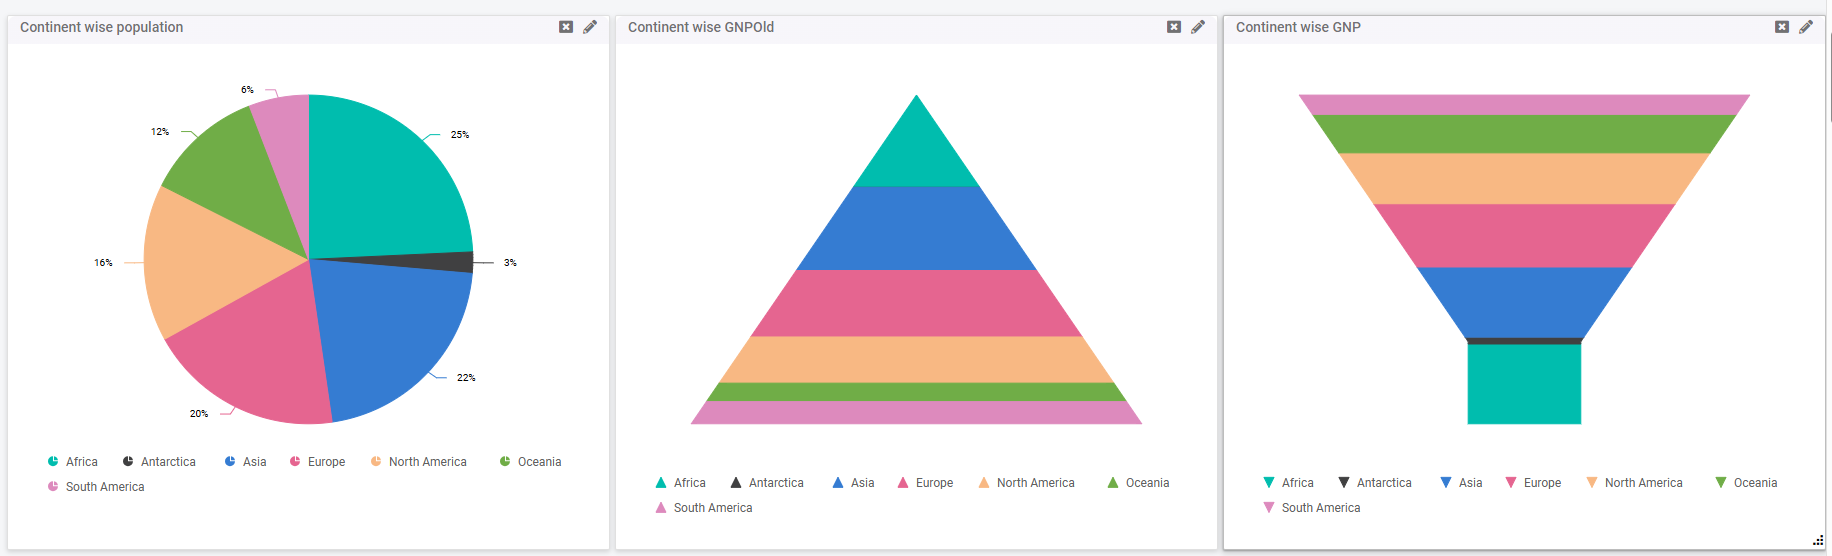 Continent wise population
6%
12%
25%
16%
3%
22%
20%
Africa Antarctica Asia Europe North America Oceania
South America
Continent wise GNPOld
Africa Antarctica Asia Europe North America Oceania
South America
Continent wise GNP
Africa Antarctica Asia Europe North America Oceania
South America